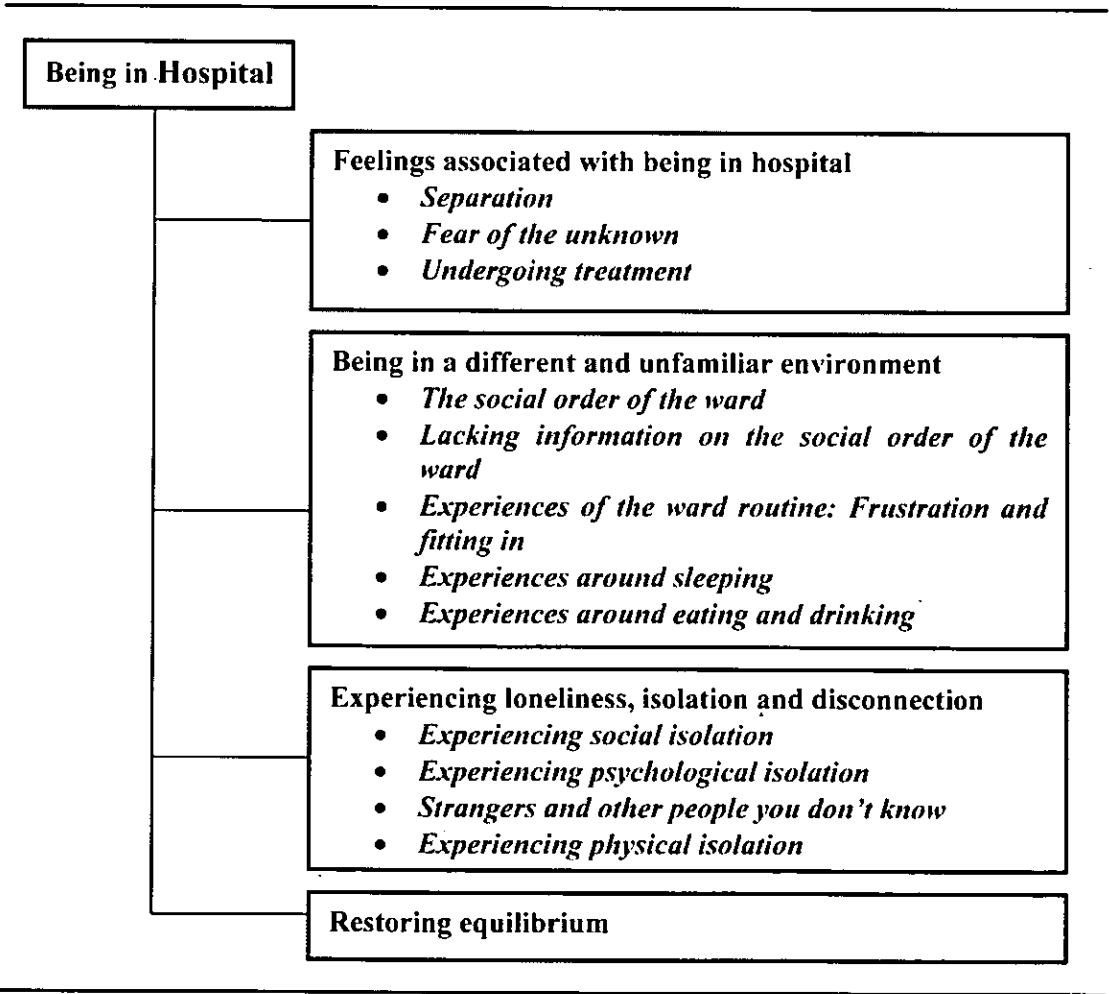 Being in Hospital
Feelings associated with being in hospital
• Separation
• Fear of the unknown
• Undergoing treatment
Being in a different and unfamiliar environment
• The social order of the ward
• Lacking information on the social order of the
ward
• Experiences of the ward routine: Frustration and
fitting in
• Experiences around sleeping
• Experiences around eating and drinking
Experiencing loneliness, isolation and disconnection
• Experiencing social isolation
• Experiencing psychological isolation
• Strangers and other people you don't know
• Experiencing physical isolation
Restoring equilibrium